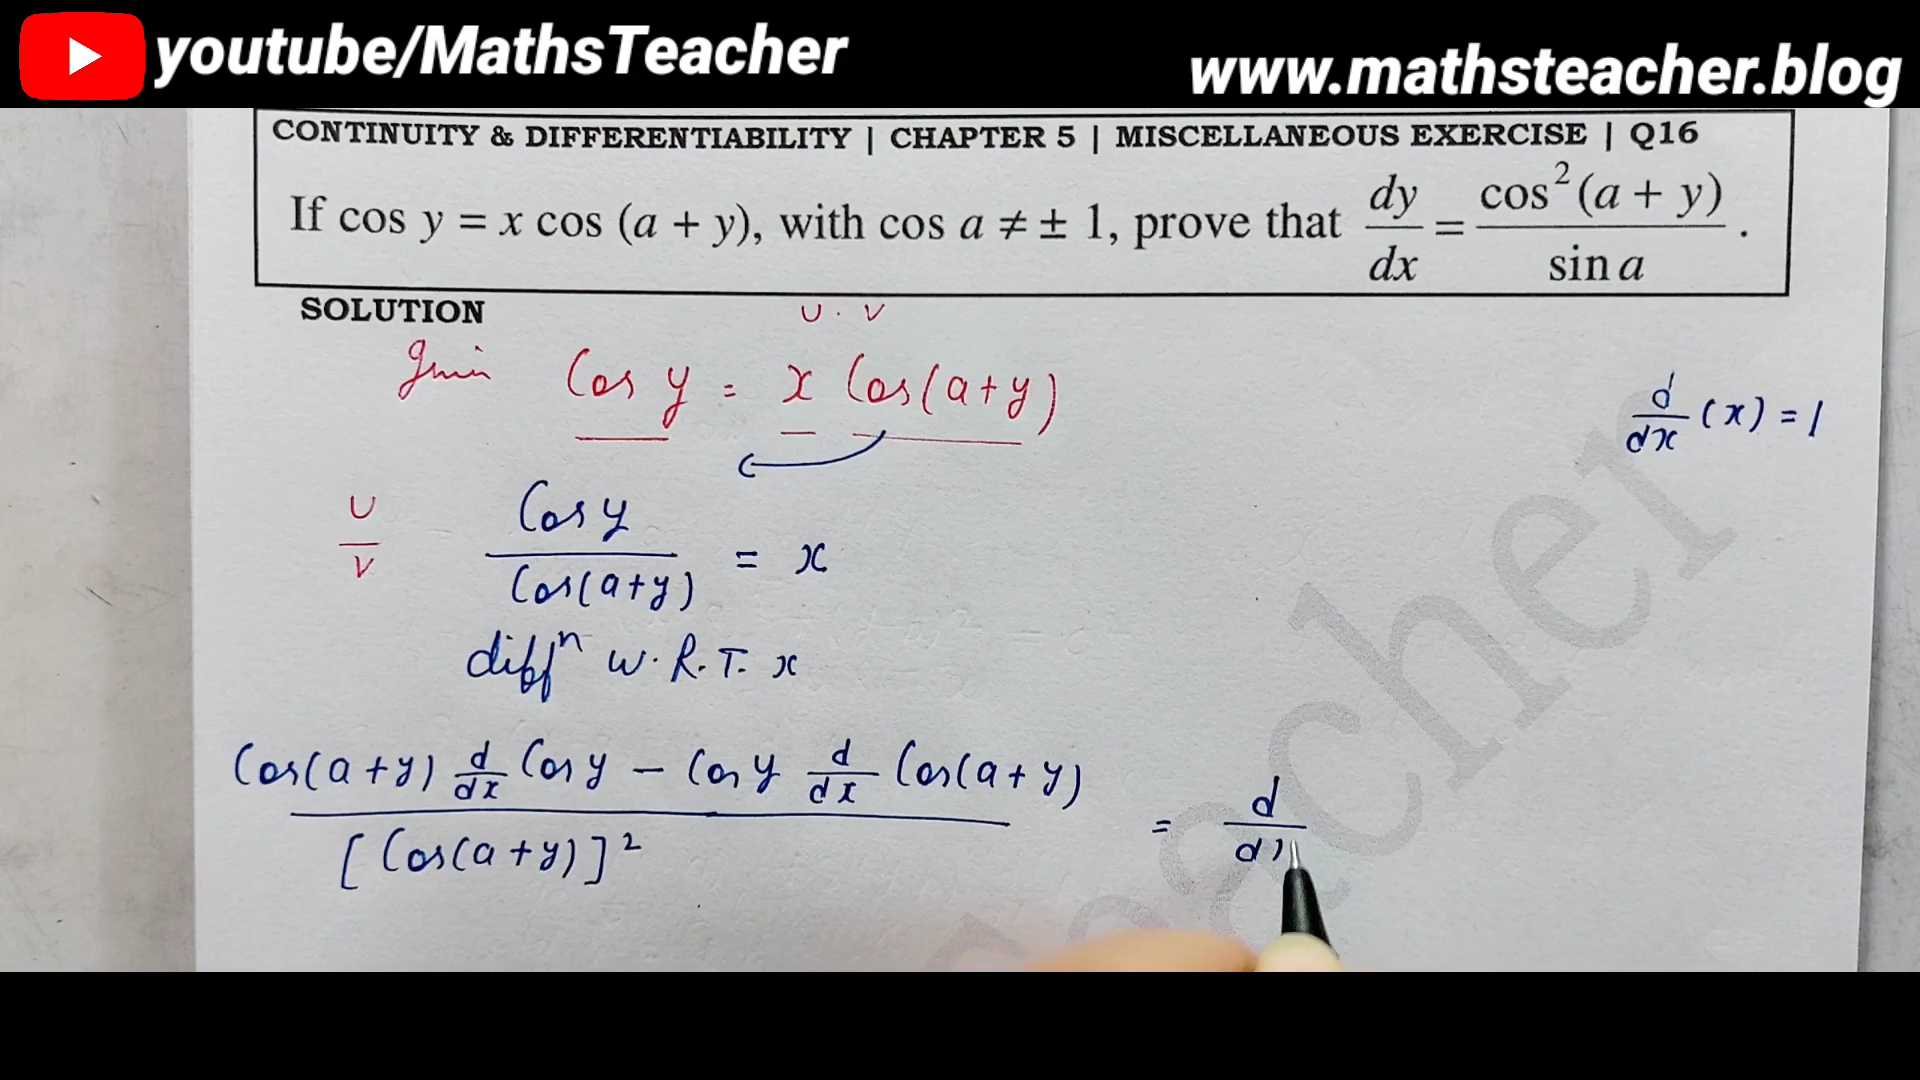 youtube/MathsTeacher
www.mathsteacher.blog
CONTINUITY & DIFFERENTIABILITY | CHAPTER 5 | MISCELLANEOUS EXERCISE | Q16
If cos y = x cos (a + y), with cos a ≠ ± 1, prove that dy/dx = cos²(a + y)/sin a .
SOLUTION
U . V
Cos y = x Cos(a+y)
d/dx (x) = 1
U/V Cos y/Cos(a+y) = x
diffⁿ W.R.T. x
Cos(a+y) d/dx Cos y – Cos y d/dx Cos(a+y) / [Cos(a+y)]² = d/dx
acher